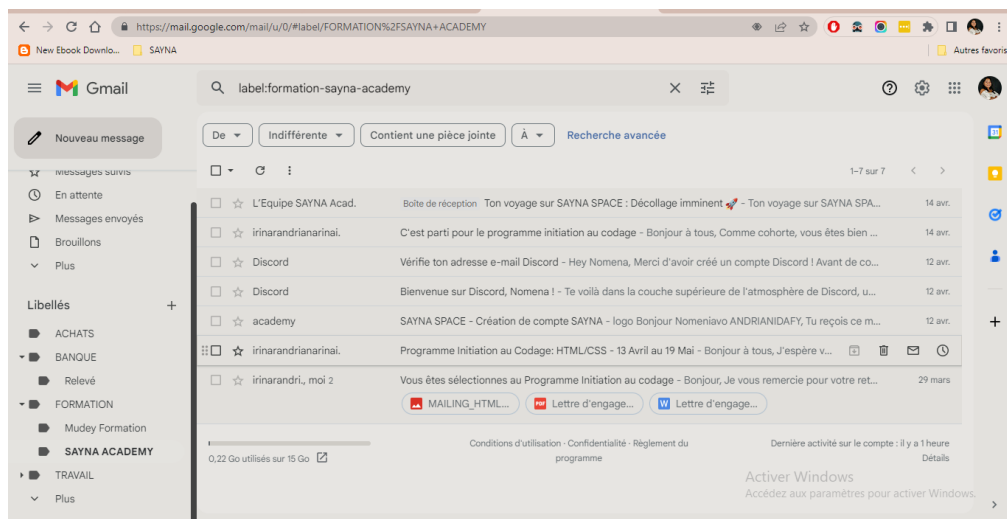 https://mail.google.com/mail/u/0/#label/FORMATION%2FSAYNA+ACADEMY
New Ebook Downlo... SAYNA Autres favoris
Gmail label:formation-sayna-academy
Nouveau message De Indifférente Contient une pièce jointe À Recherche avancée
Messages suivis 1–7 sur 7
En attente L'Equipe SAYNA Acad. Boîte de réception Ton voyage sur SAYNA SPACE : Décollage imminent 🚀 - Ton voyage sur SAYNA SPA... 14 avr.
Messages envoyés irinarandrianarinai. C'est parti pour le programme initiation au codage - Bonjour à tous, Comme cohorte, vous êtes bien ... 14 avr.
Brouillons
Plus Discord Vérifie ton adresse e-mail Discord - Hey Nomena, Merci d'avoir créé un compte Discord ! Avant de co... 12 avr.
Libellés + Discord Bienvenue sur Discord, Nomena ! - Te voilà dans la couche supérieure de l'atmosphère de Discord, u... 12 avr.
ACHATS academy SAYNA SPACE - Création de compte SAYNA - logo Bonjour Nomeniavo ANDRIANIDAFY, Tu reçois ce m... 12 avr.
BANQUE irinarandrianarinai. Programme Initiation au Codage: HTML/CSS - 13 Avril au 19 Mai - Bonjour à tous, J'espère v...
Relevé irinarandri., moi 2 Vous êtes sélectionnes au Programme Initiation au codage - Bonjour, Je vous remercie pour votre ret... 29 mars
FORMATION MAILING_HTML... PDF Lettre d'engage... W Lettre d'engage...
Mudey Formation
SAYNA ACADEMY Conditions d'utilisation · Confidentialité · Règlement du Dernière activité sur le compte : il y a 1 heure
0,22 Go utilisés sur 15 Go programme Détails
TRAVAIL Activer Windows
Plus Accédez aux paramètres pour activer Windows.